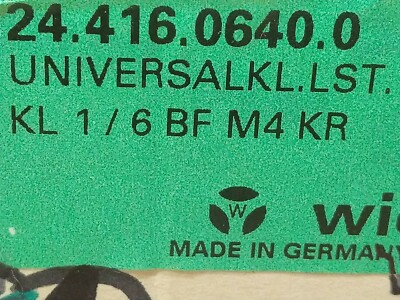 24.416.0640.0
UNIVERSALKL.LST.
KL 1 / 6 BF M4 KR
W
MADE IN GERMANY